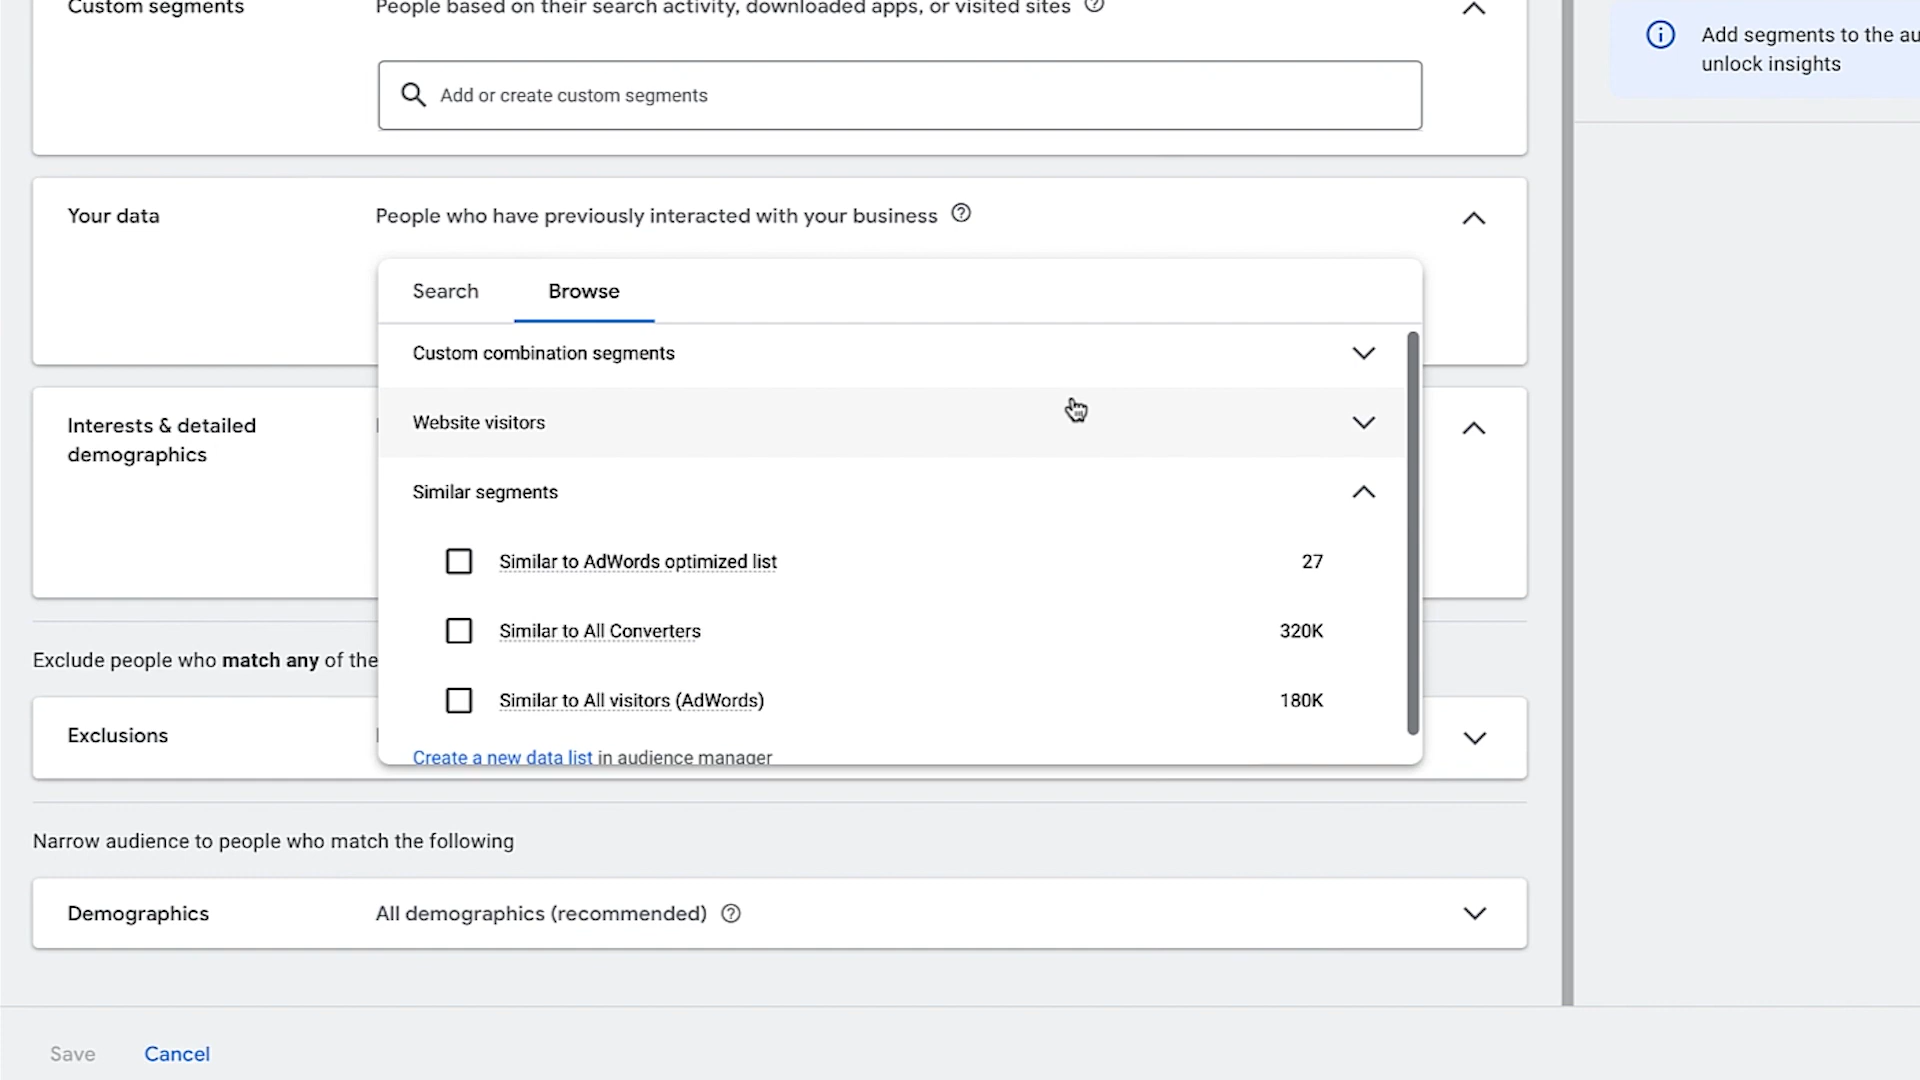 Custom segments
People based on their search activity, downloaded apps, or visited sites
Add segments to the au
unlock insights
Add or create custom segments
Your data
People who have previously interacted with your business
Search
Browse
Custom combination segments
Website visitors
Interests & detailed
demographics
Similar segments
Similar to AdWords optimized list 27
Similar to All Converters 320K
Exclude people who match any of the
Similar to All visitors (AdWords) 180K
Exclusions
Create a new data list in audience manager
Narrow audience to people who match the following
Demographics
All demographics (recommended)
Save
Cancel